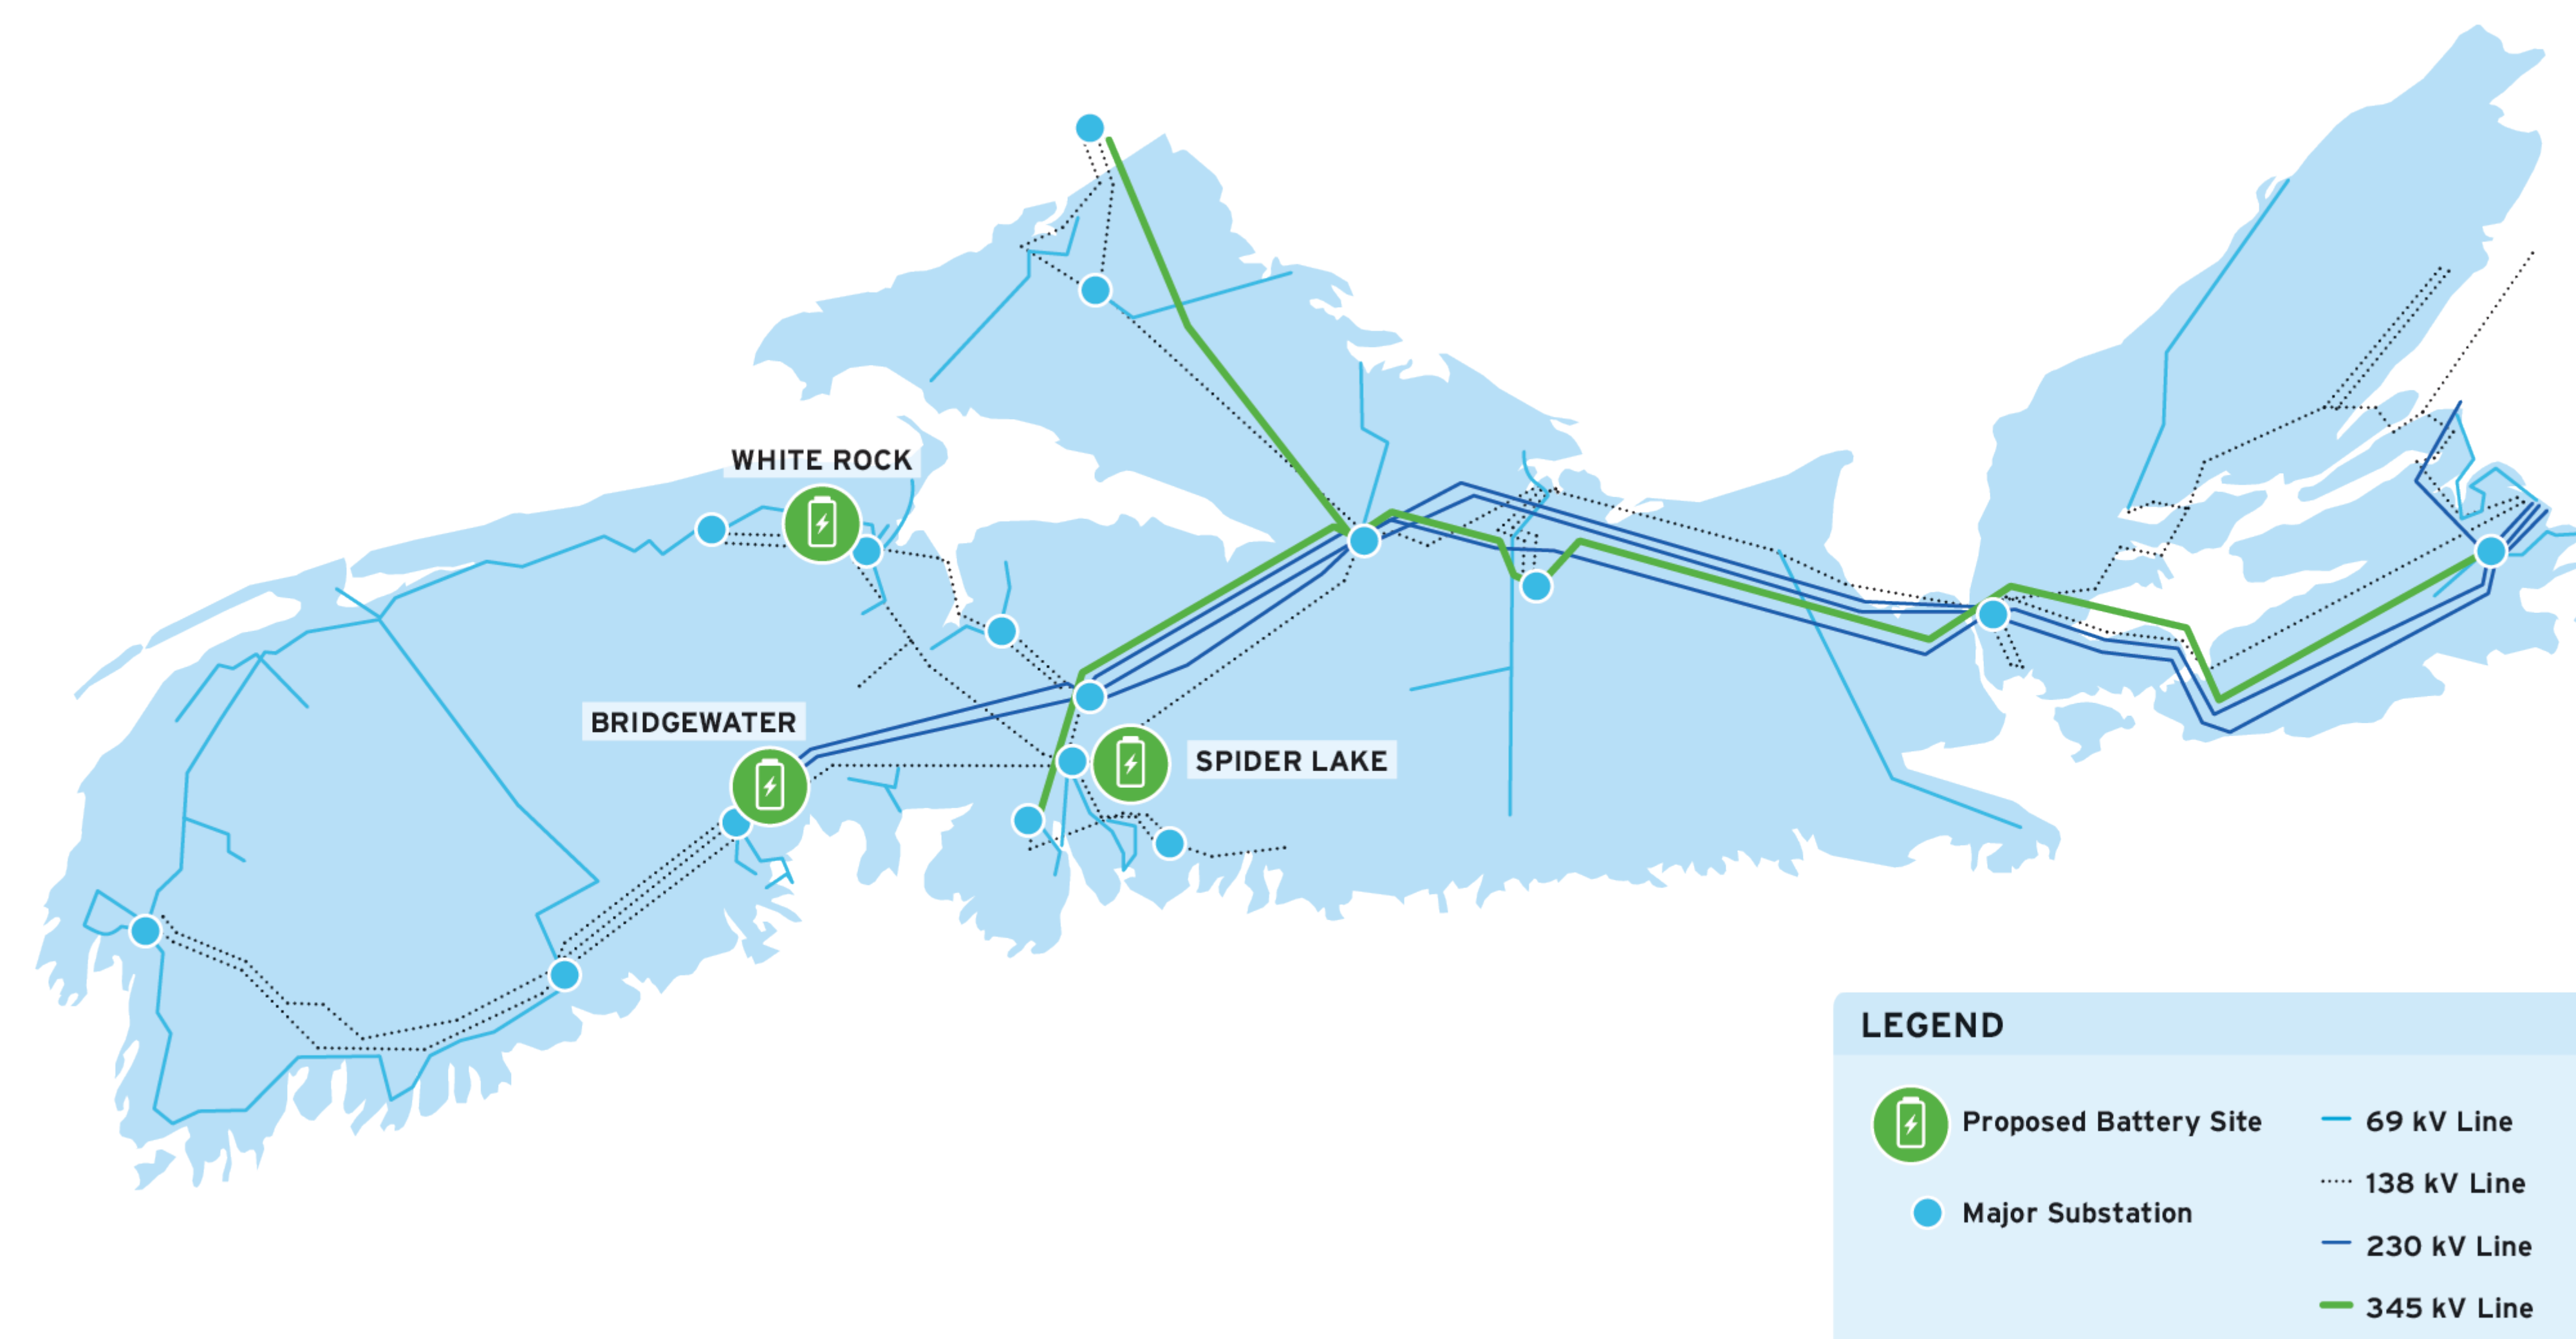 WHITE ROCK
BRIDGEWATER
SPIDER LAKE
LEGEND
Proposed Battery Site
Major Substation
69 kV Line
138 kV Line
230 kV Line
345 kV Line